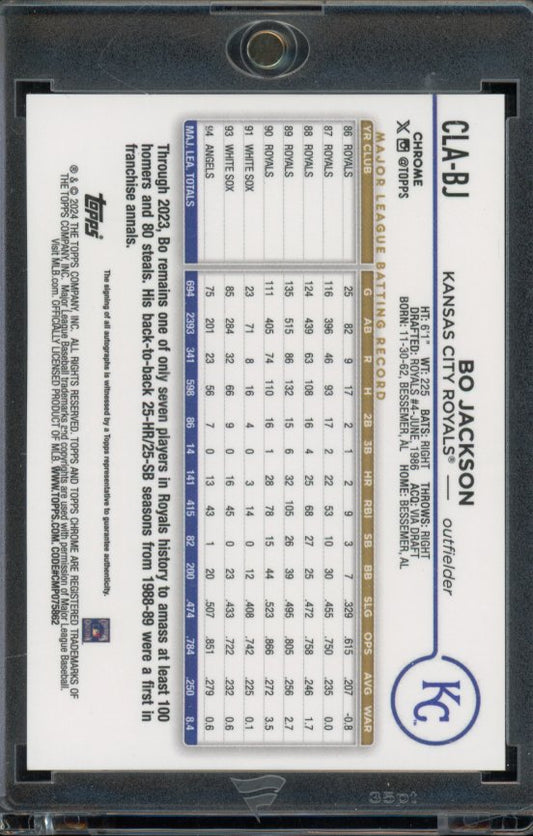 CLA-BJ
CHROME
@TOPPS
BO JACKSON
KANSAS CITY ROYALS® — outfielder
KC
HT: 6'1" WT: 225 BATS: RIGHT THROWS: RIGHT
DRAFTED: ROYALS #4-JUNE, 1986 ACQ: VIA DRAFT
BORN: 11-30-62, BESSEMER, AL HOME: BESSEMER, AL
MAJOR LEAGUE BATTING RECORD
YR CLUB G AB R H 2B 3B HR RBI SB BB SLG OPS AVG WAR
86 ROYALS 25 82 9 17 2 1 2 9 3 7 .329 .615 .207 -0.8
87 ROYALS 116 396 46 93 17 2 22 53 10 30 .455 .750 .235 0.0
88 ROYALS 124 439 63 108 16 4 25 68 27 25 .472 .758 .246 1.7
89 ROYALS 135 515 86 132 15 6 32 105 26 39 .495 .805 .256 2.7
90 ROYALS 111 405 74 110 16 1 28 78 15 44 .523 .866 .272 3.5
91 WHITE SOX 23 71 8 16 4 0 3 14 0 12 .408 .742 .225 0.1
93 WHITE SOX 85 284 32 66 9 0 16 45 0 23 .433 .722 .232 0.6
94 ANGELS 75 201 23 56 7 0 13 43 1 20 .507 .851 .279 0.6
MAJ. LEA. TOTALS 694 2393 341 598 86 14 141 415 82 200 .474 .784 .250 8.4
Through 2023, Bo remains one of only seven players in Royals history to amass at least 100
homers and 80 steals. His back-to-back 25-HR/25-SB seasons from 1988-89 were a first in
franchise annals.
The signing of all autographs is witnessed by a Topps representative to guarantee authenticity.
topps
® & © 2024 THE TOPPS COMPANY, INC. ALL RIGHTS RESERVED. TOPPS AND TOPPS CHROME ARE REGISTERED TRADEMARKS OF
THE TOPPS COMPANY, INC. Major League Baseball trademarks and copyrights are used with permission of Major League Baseball.
Visit MLB.com. OFFICIALLY LICENSED PRODUCT OF MLB. WWW.TOPPS.COM. CODE#CMP075862